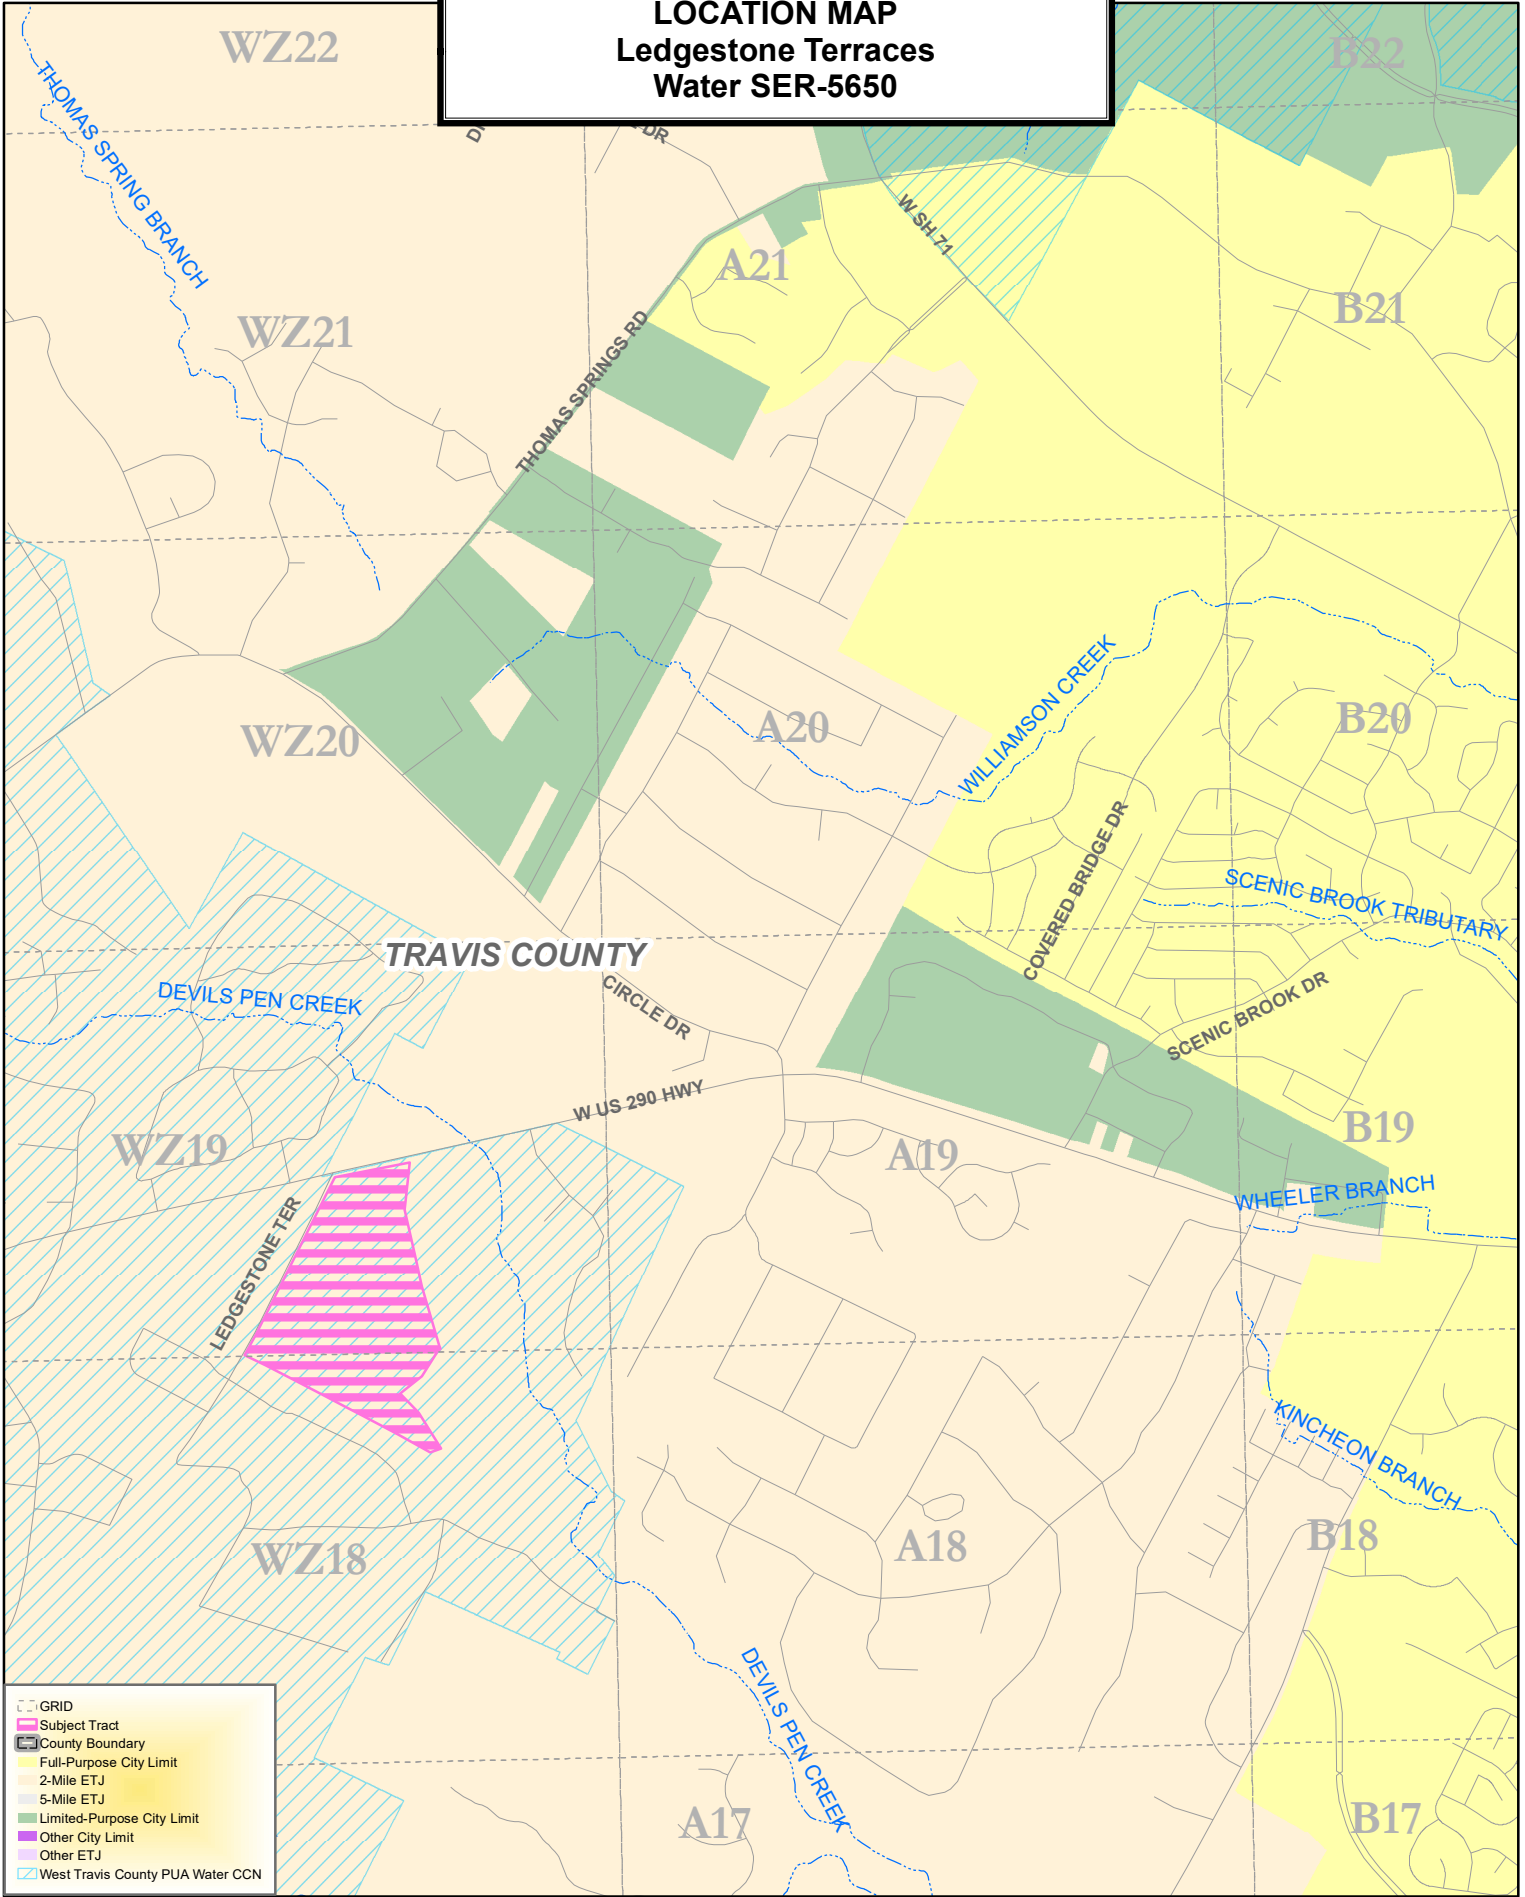 LOCATION MAP
Ledgestone Terraces
Water SER-5650
WZ22
B22
THOMAS SPRING BRANCH
DR
W SH 71
A21
B21
WZ21
THOMAS SPRINGS RD
WILLIAMSON CREEK
WZ20
A20
B20
COVERED BRIDGE DR
SCENIC BROOK TRIBUTARY
TRAVIS COUNTY
DEVILS PEN CREEK
CIRCLE DR
SCENIC BROOK DR
W US 290 HWY
WZ19
A19
B19
WHEELER BRANCH
LEDGESTONE TER
KINCHEON BRANCH
WZ18
A18
B18
DEVILS PEN CREEK
A17
B17
GRID
Subject Tract
County Boundary
Full-Purpose City Limit
2-Mile ETJ
5-Mile ETJ
Limited-Purpose City Limit
Other City Limit
Other ETJ
West Travis County PUA Water CCN